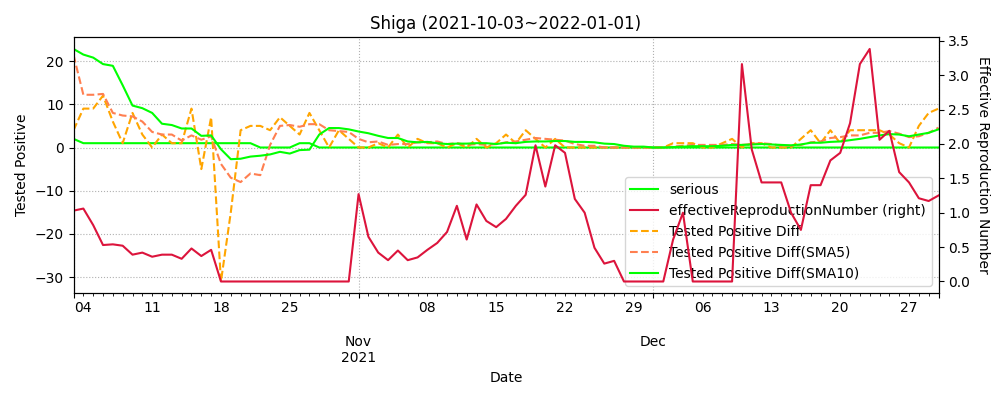 Shiga (2021-10-03~2022-01-01)
Tested Positive
20
10
0
−10
−20
−30
3.5
3.0
2.5
2.0
1.5
1.0
0.5
0.0
Effective Reproduction Number
serious
effectiveReproductionNumber (right)
Tested Positive Diff
Tested Positive Diff(SMA5)
Tested Positive Diff(SMA10)
04 11 18 25 08 15 22 29 06 13 20 27
Nov Dec
2021
Date